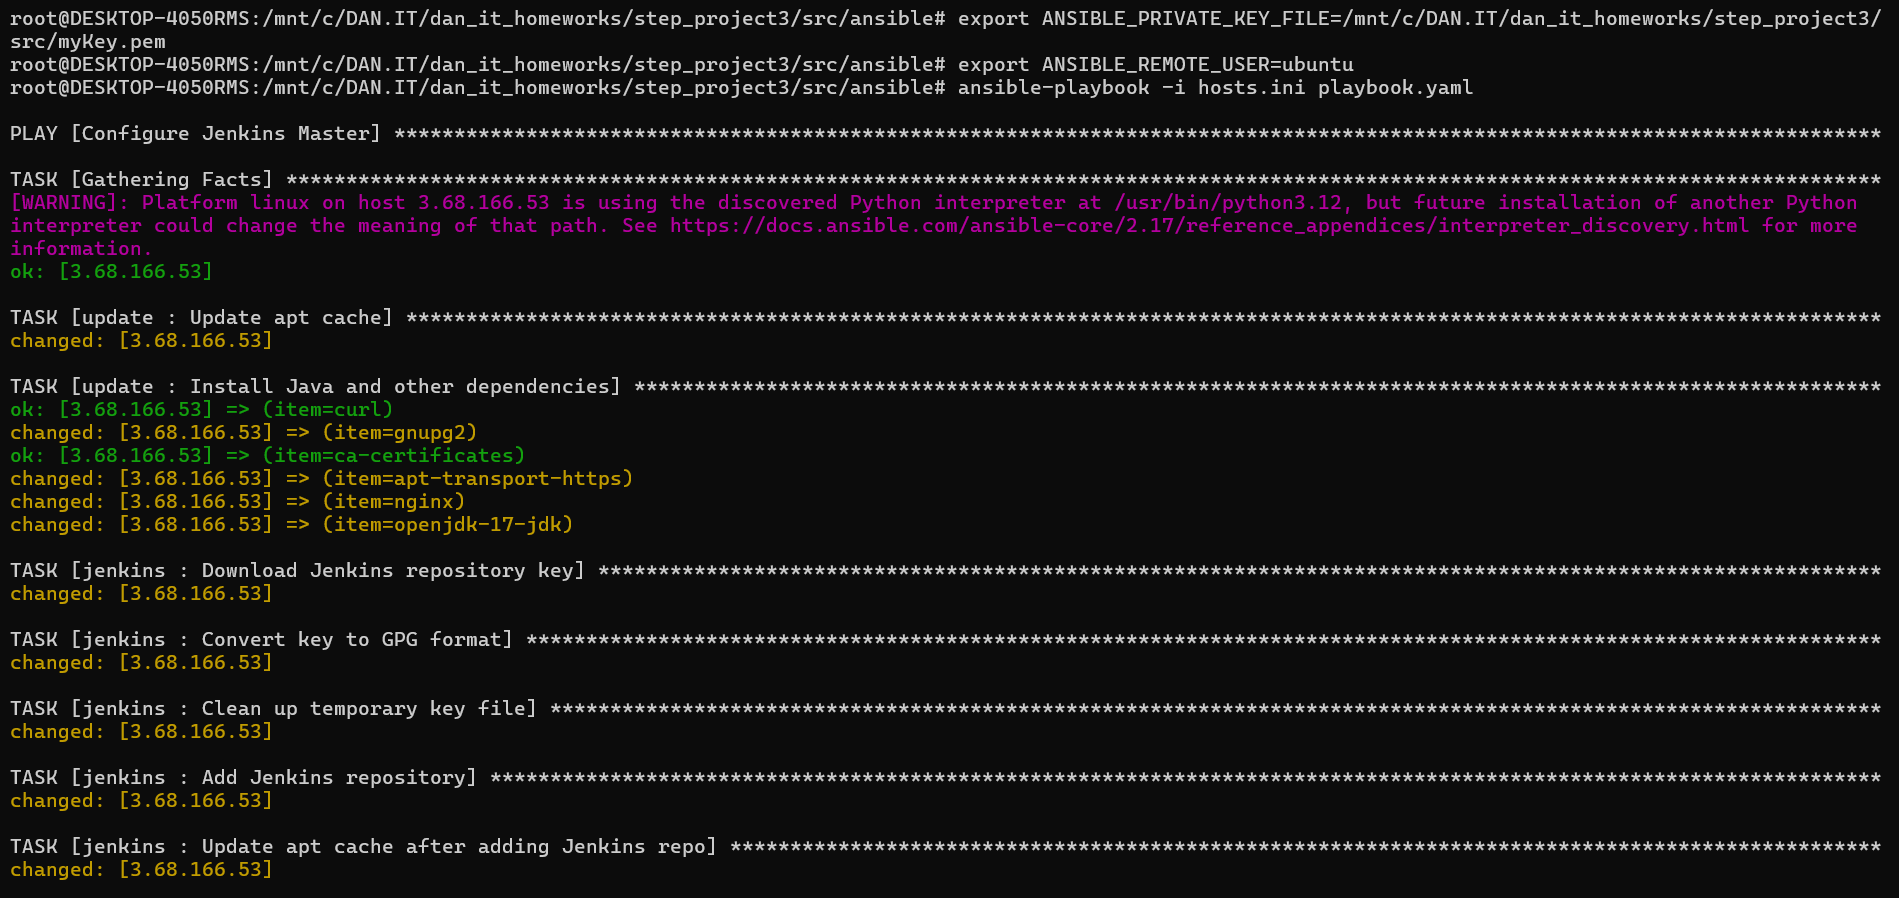 root@DESKTOP-4050RMS:/mnt/c/DAN.IT/dan_it_homeworks/step_project3/src/ansible# export ANSIBLE_PRIVATE_KEY_FILE=/mnt/c/DAN.IT/dan_it_homeworks/step_project3/
src/myKey.pem
root@DESKTOP-4050RMS:/mnt/c/DAN.IT/dan_it_homeworks/step_project3/src/ansible# export ANSIBLE_REMOTE_USER=ubuntu
root@DESKTOP-4050RMS:/mnt/c/DAN.IT/dan_it_homeworks/step_project3/src/ansible# ansible-playbook -i hosts.ini playbook.yaml
PLAY [Configure Jenkins Master] ****************************************************************************************************************************
TASK [Gathering Facts] *************************************************************************************************************************************
[WARNING]: Platform linux on host 3.68.166.53 is using the discovered Python interpreter at /usr/bin/python3.12, but future installation of another Python
interpreter could change the meaning of that path. See https://docs.ansible.com/ansible-core/2.17/reference_appendices/interpreter_discovery.html for more
information.
ok: [3.68.166.53]
TASK [update : Update apt cache] ***************************************************************************************************************************
changed: [3.68.166.53]
TASK [update : Install Java and other dependencies] ********************************************************************************************************
ok: [3.68.166.53] => (item=curl)
changed: [3.68.166.53] => (item=gnupg2)
ok: [3.68.166.53] => (item=ca-certificates)
changed: [3.68.166.53] => (item=apt-transport-https)
changed: [3.68.166.53] => (item=nginx)
changed: [3.68.166.53] => (item=openjdk-17-jdk)
TASK [jenkins : Download Jenkins repository key] ***********************************************************************************************************
changed: [3.68.166.53]
TASK [jenkins : Convert key to GPG format] *****************************************************************************************************************
changed: [3.68.166.53]
TASK [jenkins : Clean up temporary key file] ***************************************************************************************************************
changed: [3.68.166.53]
TASK [jenkins : Add Jenkins repository] ********************************************************************************************************************
changed: [3.68.166.53]
TASK [jenkins : Update apt cache after adding Jenkins repo] ************************************************************************************************
changed: [3.68.166.53]